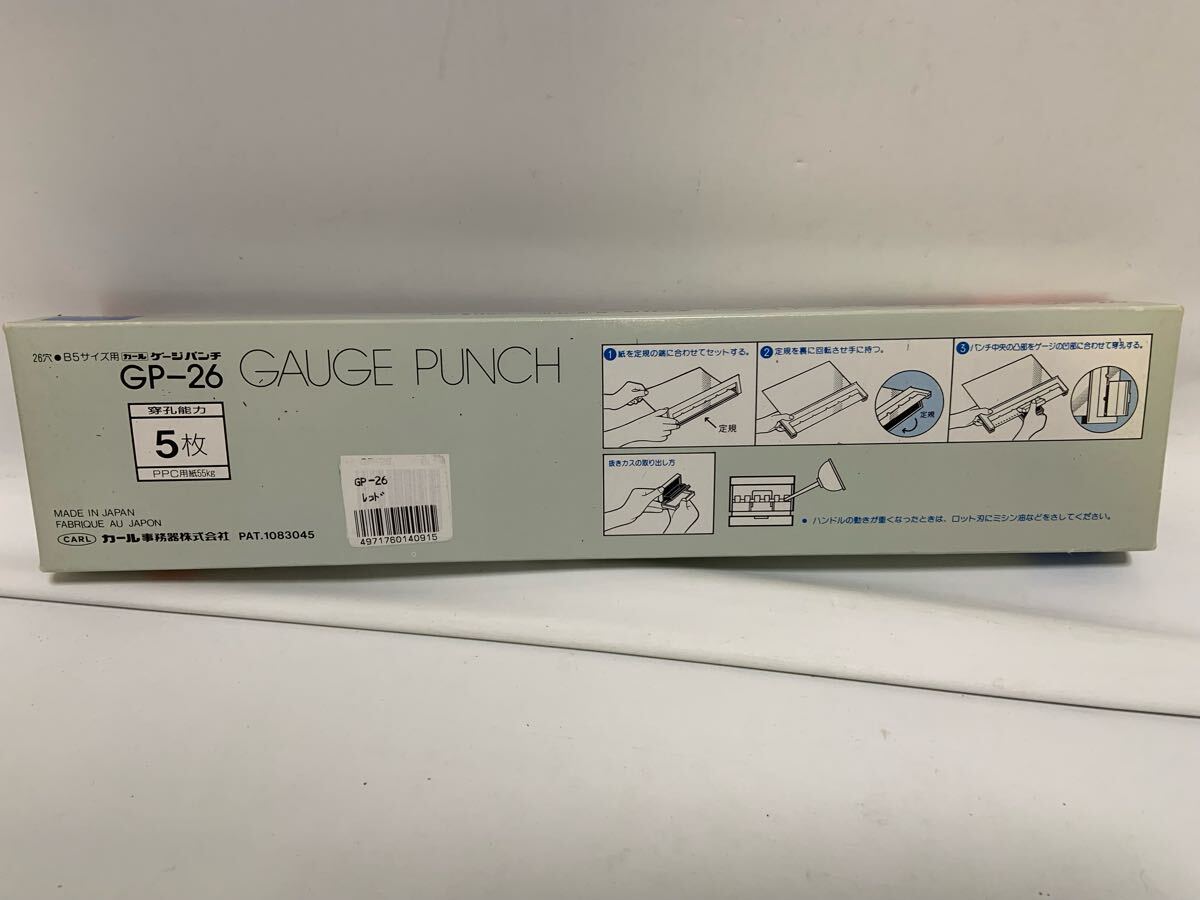 26穴●B5サイズ用 カール ゲージパンチ
GP-26
GAUGE PUNCH
穿孔能力
5枚
PPC用紙55kg
MADE IN JAPAN
FABRIQUE AU JAPON
CARL カール事務器株式会社 PAT.1083045
GP-26
レッド
4971760140915
1 紙を定規の端に合わせてセットする。
定規
2 定規を裏に回転させ手に持つ。
定規
3 パンチ中央の凸部をゲージの凹部に合わせて穿孔する。
抜きカスの取り出し方
● ハンドルの動きが重くなったときは、ロット刃にミシン油などをさしてください。